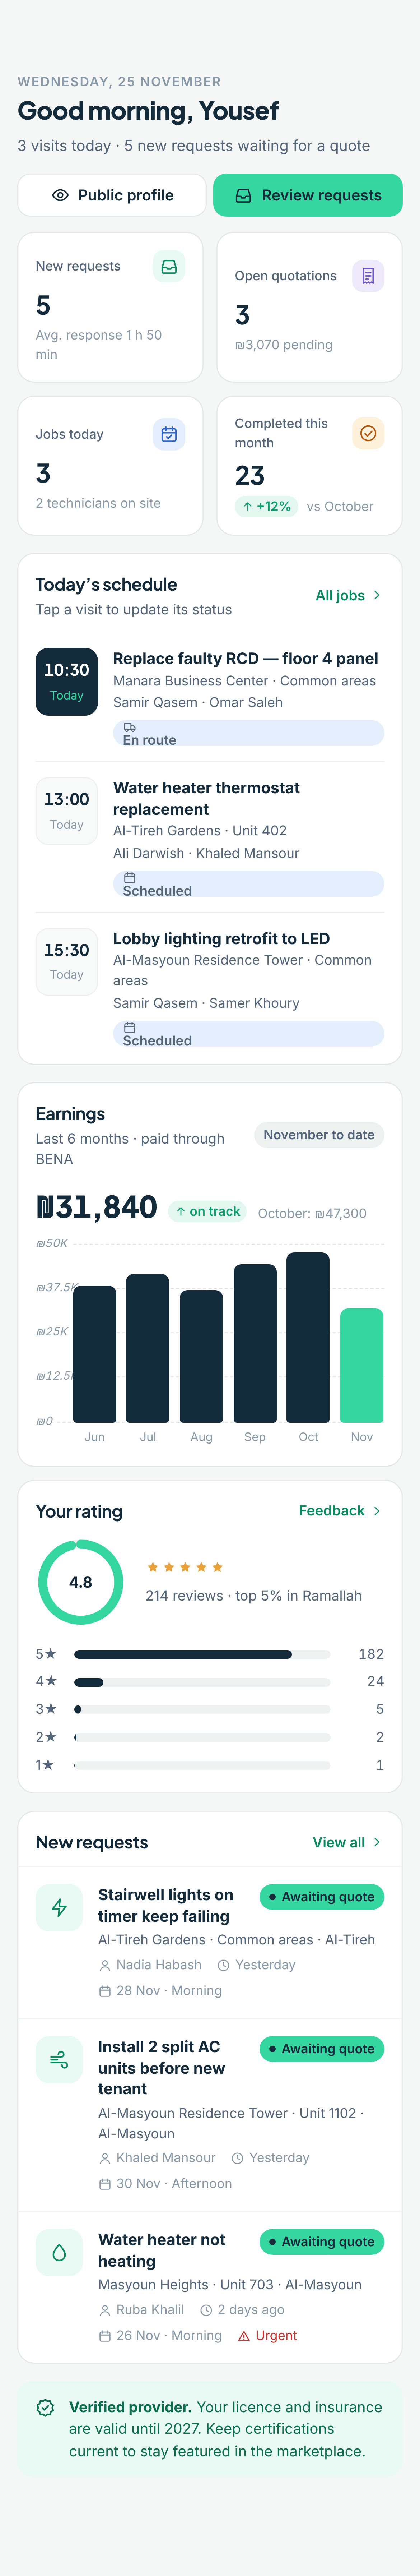 WEDNESDAY, 25 NOVEMBER
Good morning, Yousef
3 visits today · 5 new requests waiting for a quote
Public profile
Review requests
New requests
5
Avg. response 1 h 50
min
Open quotations
3
₪3,070 pending
Jobs today
3
2 technicians on site
Completed this
month
23
↑ +12% vs October
Today’s schedule
Tap a visit to update its status
All jobs
10:30
Today
Replace faulty RCD — floor 4 panel
Manara Business Center · Common areas
Samir Qasem · Omar Saleh
En route
13:00
Today
Water heater thermostat
replacement
Al-Tireh Gardens · Unit 402
Ali Darwish · Khaled Mansour
Scheduled
15:30
Today
Lobby lighting retrofit to LED
Al-Masyoun Residence Tower · Common
areas
Samir Qasem · Samer Khoury
Scheduled
Earnings
Last 6 months · paid through
BENA
November to date
₪31,840
↑ on track
October: ₪47,300
₪50K
₪37.5K
₪25K
₪12.5K
₪0
Jun
Jul
Aug
Sep
Oct
Nov
Your rating
Feedback
4.8
★ ★ ★ ★ ★
214 reviews · top 5% in Ramallah
5★ 182
4★ 24
3★ 5
2★ 2
1★ 1
New requests
View all
Stairwell lights on
timer keep failing
Awaiting quote
Al-Tireh Gardens · Common areas · Al-Tireh
Nadia Habash Yesterday
28 Nov · Morning
Install 2 split AC
units before new
tenant
Awaiting quote
Al-Masyoun Residence Tower · Unit 1102 ·
Al-Masyoun
Khaled Mansour Yesterday
30 Nov · Afternoon
Water heater not
heating
Awaiting quote
Masyoun Heights · Unit 703 · Al-Masyoun
Ruba Khalil 2 days ago
26 Nov · Morning Urgent
Verified provider. Your licence and insurance
are valid until 2027. Keep certifications
current to stay featured in the marketplace.